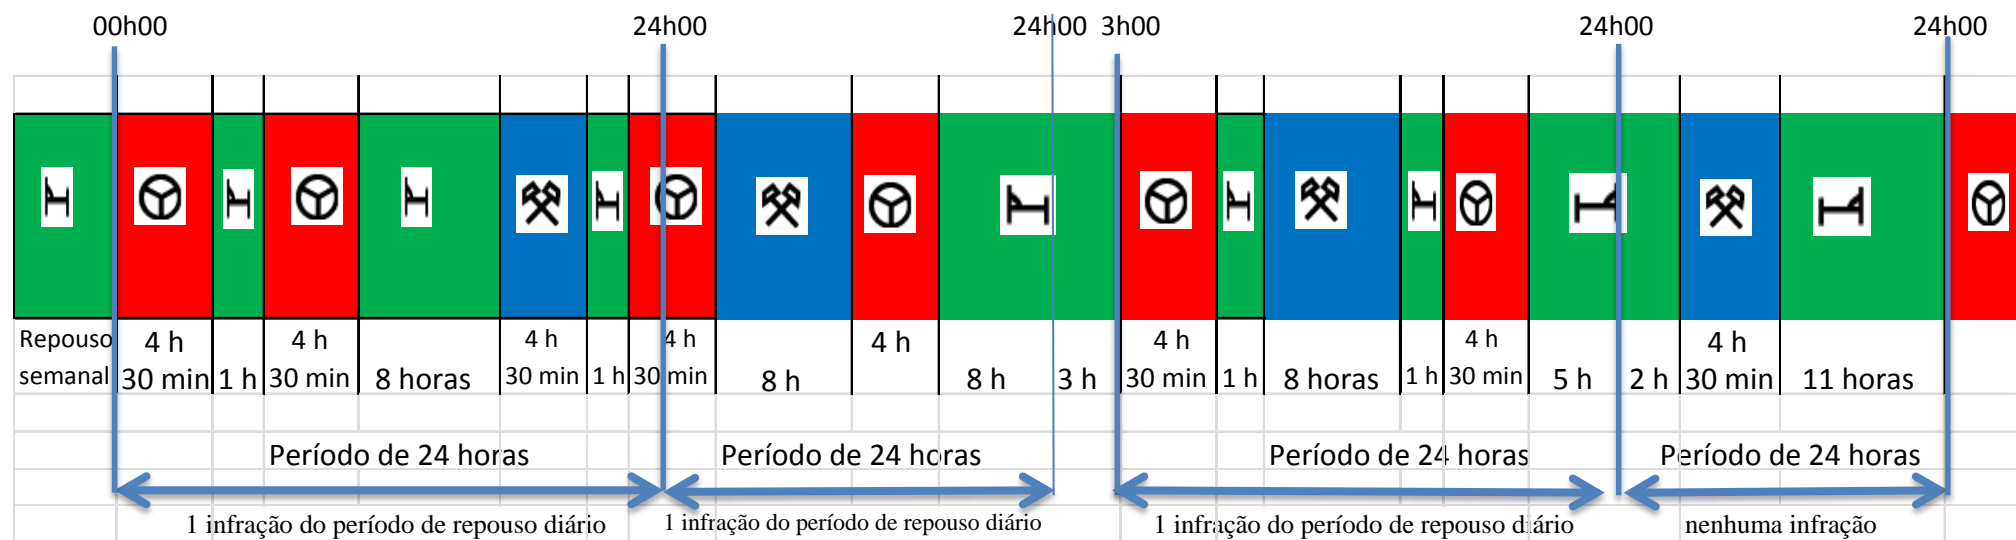 00h00 24h00 24h00 3h00 24h00 24h00
Repouso 4 h 4 h 4 h 4 h 4 h 4 h 4 h 4 h
semanal 30 min 1 h 30 min 8 horas 30 min 1 h 30 min 8 h 8 h 3 h 30 min 1 h 8 horas 1 h 30 min 5 h 2 h 30 min 11 horas
Período de 24 horas Período de 24 horas Período de 24 horas Período de 24 horas
1 infração do período de repouso diário 1 infração do período de repouso diário 1 infração do período de repouso diário nenhuma infração